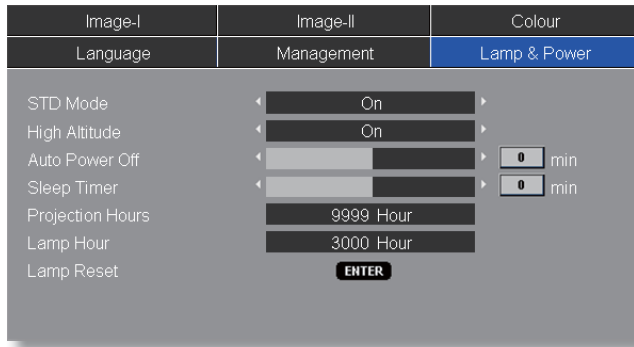 Image-I Image-II Colour
Language Management Lamp & Power
STD Mode On
High Altitude On
Auto Power Off 0 min
Sleep Timer 0 min
Projection Hours 9999 Hour
Lamp Hour 3000 Hour
Lamp Reset ENTER